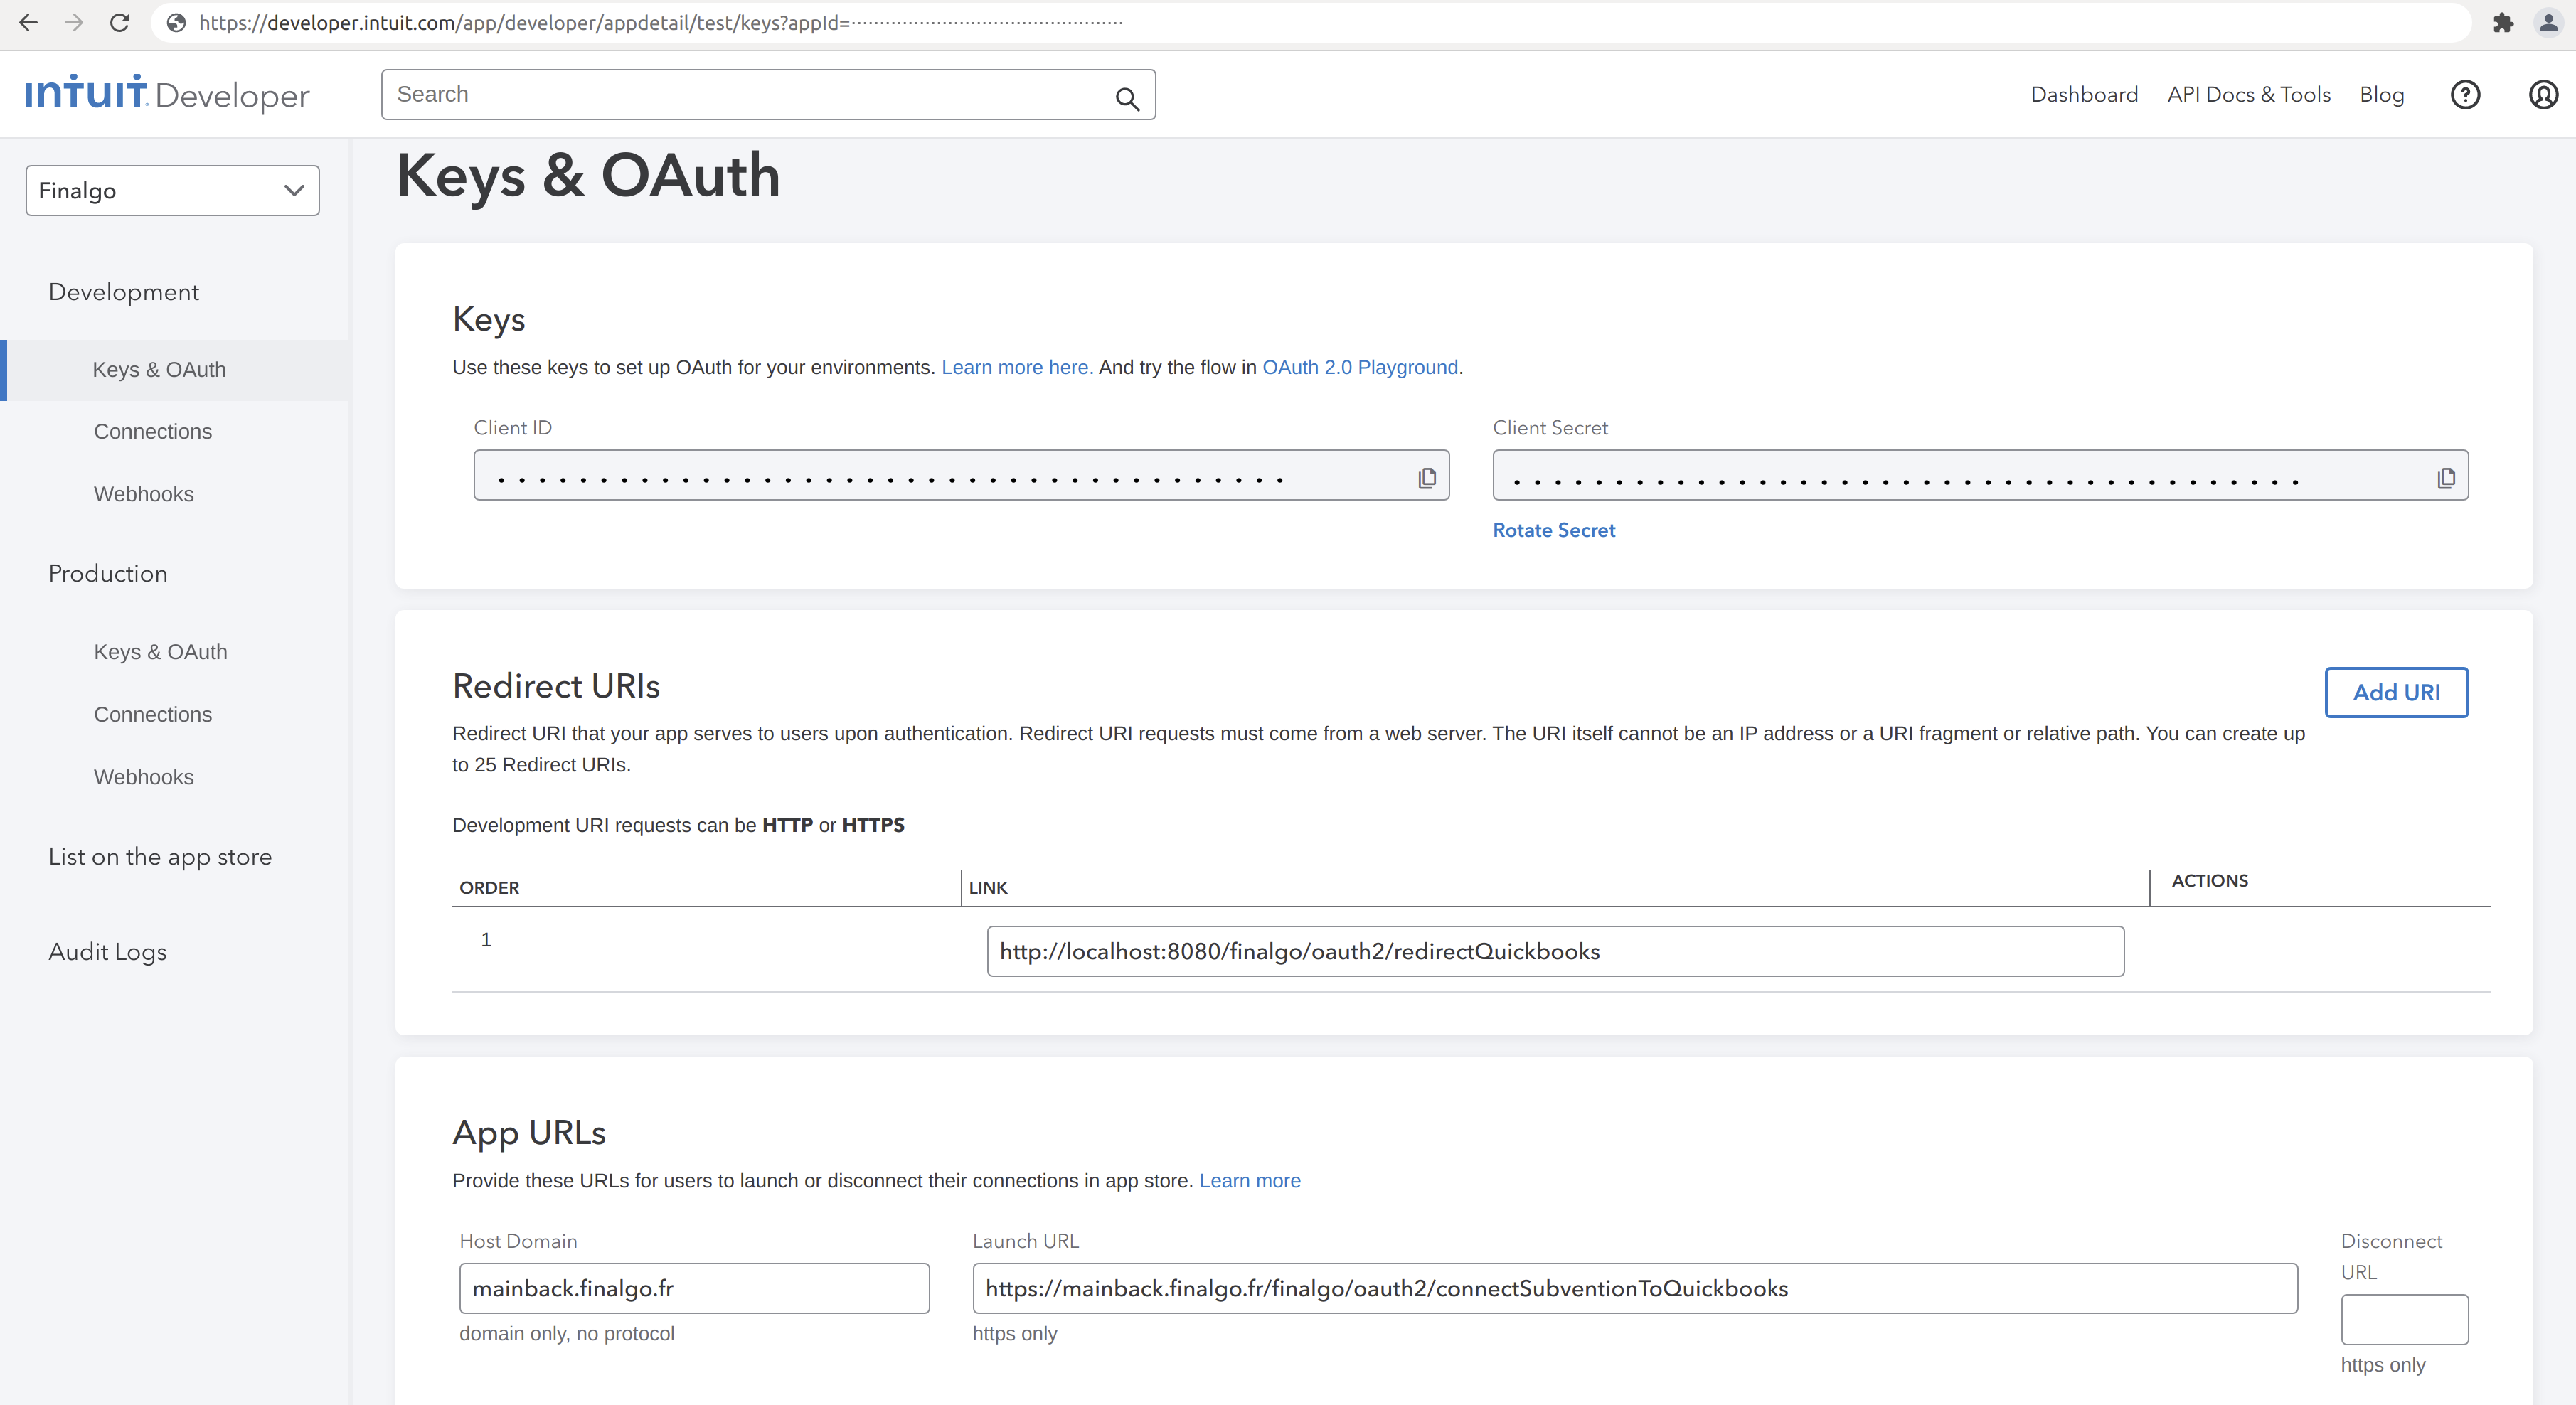 https://developer.intuit.com/app/developer/appdetail/test/keys?appId=
INTUIT Developer
Search
Dashboard
API Docs & Tools
Blog
Finalgo
Development
Keys & OAuth
Connections
Webhooks
Production
Keys & OAuth
Connections
Webhooks
List on the app store
Audit Logs
Keys & OAuth
Keys
Use these keys to set up OAuth for your environments. Learn more here. And try the flow in OAuth 2.0 Playground.
Client ID
Client Secret
Rotate Secret
Redirect URIs
Add URI
Redirect URI that your app serves to users upon authentication. Redirect URI requests must come from a web server. The URI itself cannot be an IP address or a URI fragment or relative path. You can create up
to 25 Redirect URIs.
Development URI requests can be HTTP or HTTPS
ORDER LINK ACTIONS
1 http://localhost:8080/finalgo/oauth2/redirectQuickbooks
App URLs
Provide these URLs for users to launch or disconnect their connections in app store. Learn more
Host Domain
mainback.finalgo.fr
domain only, no protocol
Launch URL
https://mainback.finalgo.fr/finalgo/oauth2/connectSubventionToQuickbooks
https only
Disconnect
URL
https only